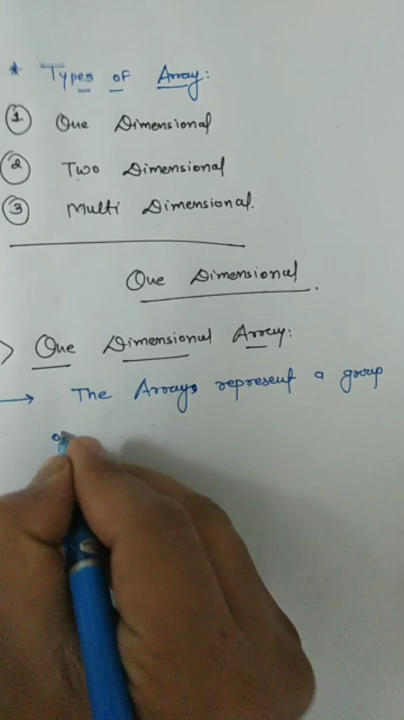 * Types of Array:
① One Dimensional
② Two Dimensional
③ Multi Dimensional.
One Dimensional.
> One Dimensional Array:
→ The Arrays represent a group
o